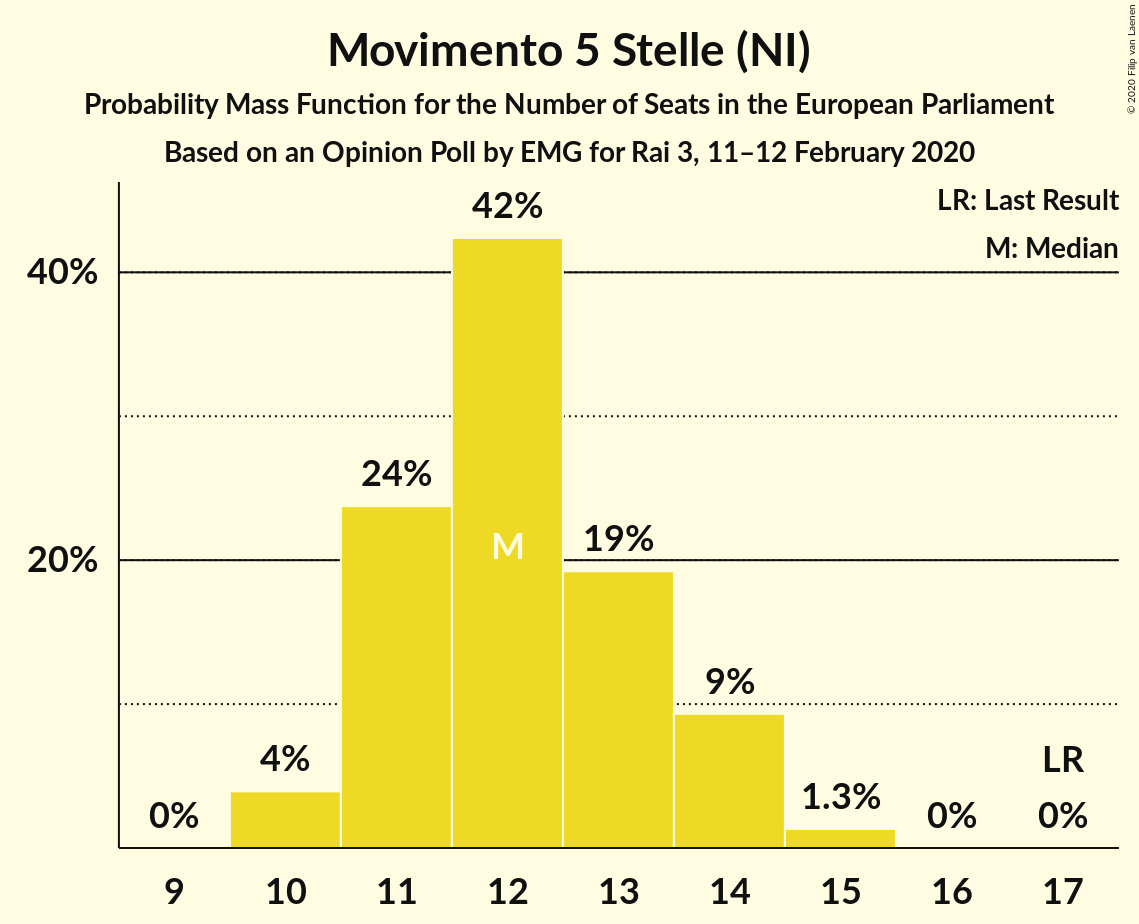 Movimento 5 Stelle (NI)
Probability Mass Function for the Number of Seats in the European Parliament
Based on an Opinion Poll by EMG for Rai 3, 11–12 February 2020
© 2020 Filip van Laenen
LR: Last Result
M: Median
40%
20%
0%
4%
24%
42%
M
19%
9%
1.3%
0%
LR
0%
9 10 11 12 13 14 15 16 17